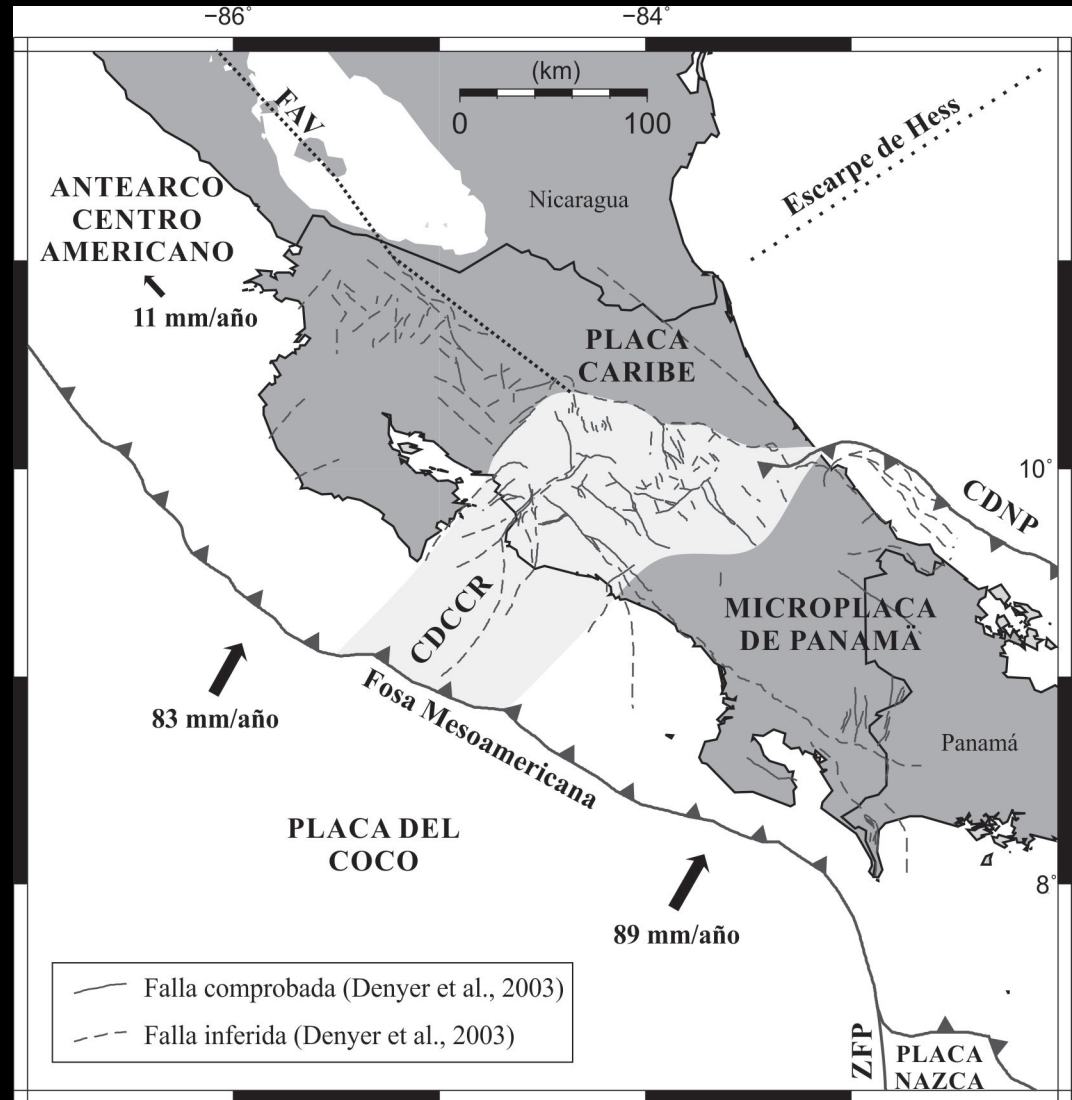 −86°
−84°
(km)
0
100
FAV
Escarpe de Hess
ANTEARCO
CENTRO
AMERICANO
11 mm/año
Nicaragua
PLACA
CARIBE
10°
CDNP
CDCCR
MICROPLACA
DE PANAMÄ
Fosa Mesoamericana
83 mm/año
Panamá
PLACA DEL
COCO
8°
89 mm/año
Falla comprobada (Denyer et al., 2003)
Falla inferida (Denyer et al., 2003)
ZFP
PLACA
NAZCA